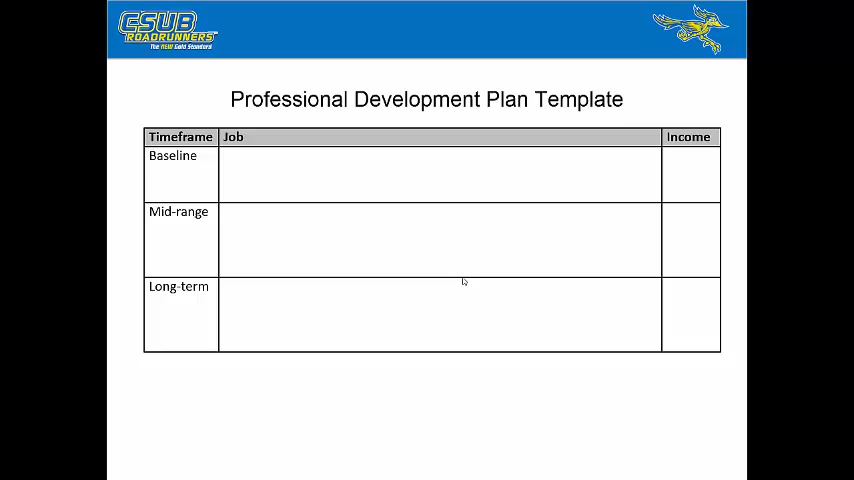 CSUB
ROADRUNNERS
The NEW Gold Standard
Professional Development Plan Template
Timeframe Job Income
Baseline
Mid-range
Long-term